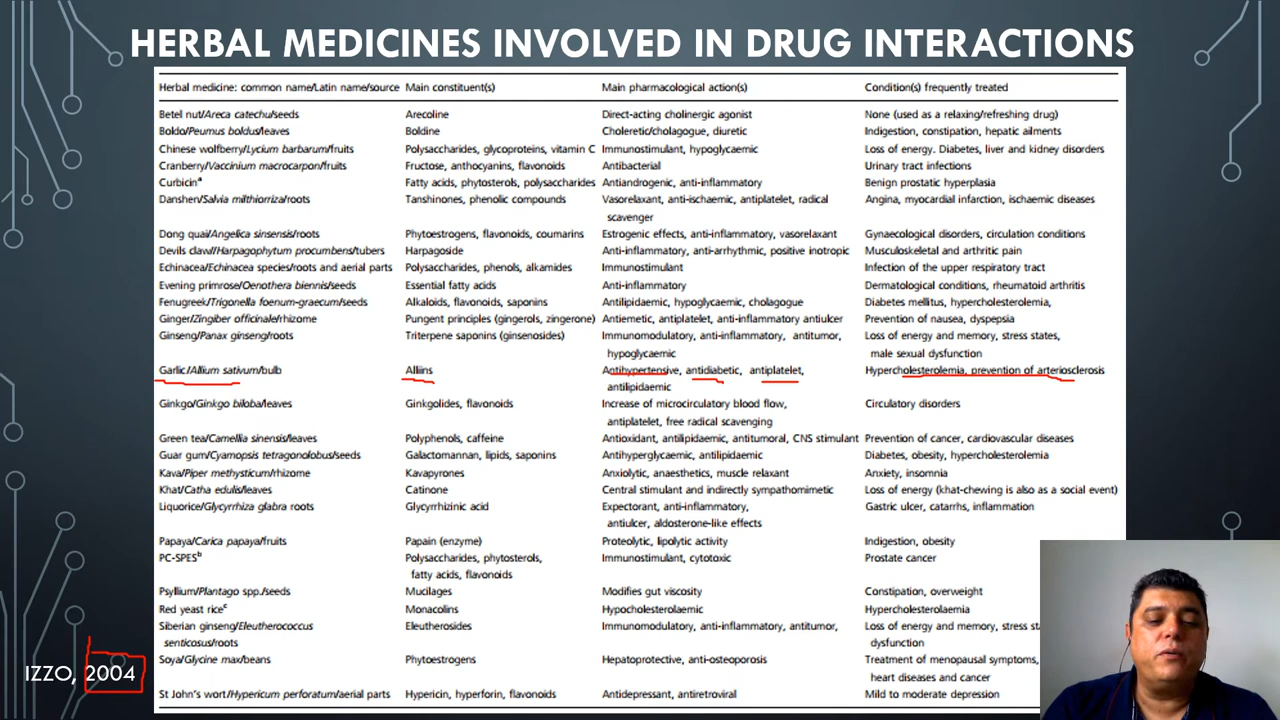 HERBAL MEDICINES INVOLVED IN DRUG INTERACTIONS
Herbal medicine: common name/Latin name/source Main constituent(s) Main pharmacological action(s) Condition(s) frequently treated
Betel nut/Areca catechu/seeds Arecoline Direct-acting cholinergic agonist None (used as a relaxing/refreshing drug)
Boldo/Peumus boldus/leaves Boldine Choleretic/cholagogue, diuretic Indigestion, constipation, hepatic ailments
Chinese wolfberry/Lycium barbarum/fruits Polysaccharides, glycoproteins, vitamin C Immunostimulant, hypoglycaemic Loss of energy. Diabetes, liver and kidney disorders
Cranberry/Vaccinium macrocarpon/fruits Fructose, anthocyanins, flavonoids Antibacterial Urinary tract infections
Curbicinª Fatty acids, phytosterols, polysaccharides Antiandrogenic, anti-inflammatory Benign prostatic hyperplasia
Danshen/Salvia milthiorriza/roots Tanshinones, phenolic compounds Vasorelaxant, anti-ischaemic, antiplatelet, radical Angina, myocardial infarction, ischaemic diseases
scavenger
Dong quai/Angelica sinsensis/roots Phytoestrogens, flavonoids, coumarins Estrogenic effects, anti-inflammatory, vasorelaxant Gynaecological disorders, circulation conditions
Devils claw//Harpagophytum procumbens/tubers Harpagoside Anti-inflammatory, anti-arrhythmic, positive inotropic Musculoskeletal and arthritic pain
Echinacea/Echinacea species/roots and aerial parts Polysaccharides, phenols, alkamides Immunostimulant Infection of the upper respiratory tract
Evening primrose/Oenothera biennis/seeds Essential fatty acids Anti-inflammatory Dermatological conditions, rheumatoid arthritis
Fenugreek/Trigonella foenum-graecum/seeds Alkaloids, flavonoids, saponins Antilipidaemic, hypoglycaemic, cholagogue Diabetes mellitus, hypercholesterolemia,
Ginger/Zingiber officinale/rhizome Pungent principles (gingerols, zingerone) Antiemetic, antiplatelet, anti-inflammatory antiulcer Prevention of nausea, dyspepsia
Ginseng/Panax ginseng/roots Triterpene saponins (ginsenosides) Immunomodulatory, anti-inflammatory, antitumor, Loss of energy and memory, stress states,
hypoglycaemic male sexual dysfunction
Garlic/Allium sativum/bulb Alliins Antihypertensive, antidiabetic, antiplatelet, Hypercholesterolemia, prevention of arteriosclerosis
antilipidaemic
Ginkgo/Ginkgo biloba/leaves Ginkgolides, flavonoids Increase of microcirculatory blood flow, Circulatory disorders
antiplatelet, free radical scavenging
Green tea/Camellia sinensis/leaves Polyphenols, caffeine Antioxidant, antilipidaemic, antitumoral, CNS stimulant Prevention of cancer, cardiovascular diseases
Guar gum/Cyamopsis tetragonolobus/seeds Galactomannan, lipids, saponins Antihyperglycaemic, antilipidaemic Diabetes, obesity, hypercholesterolemia
Kava/Piper methysticum/rhizome Kavapyrones Anxiolytic, anaesthetics, muscle relaxant Anxiety, insomnia
Khat/Catha edulis/leaves Catinone Central stimulant and indirectly sympathomimetic Loss of energy (khat-chewing is also as a social event)
Liquorice/Glycyrrhiza glabra roots Glycyrrhizinic acid Expectorant, anti-inflammatory, Gastric ulcer, catarrhs, inflammation
antiulcer, aldosterone-like effects
Papaya/Carica papaya/fruits Papain (enzyme) Proteolytic, lipolytic activity Indigestion, obesity
PC-SPESᵇ Polysaccharides, phytosterols, Immunostimulant, cytotoxic Prostate cancer
fatty acids, flavonoids
Psyllium/Plantago spp./seeds Mucilages Modifies gut viscosity Constipation, overweight
Red yeast riceᶜ Monacolins Hypocholesterolaemic Hypercholesterolaemia
Siberian ginseng/Eleutherococcus Eleutherosides Immunomodulatory, anti-inflammatory, antitumor, Loss of energy and memory, stress
senticosus/roots dysfunction
Soya/Glycine max/beans Phytoestrogens Hepatoprotective, anti-osteoporosis Treatment of menopausal symptoms,
heart diseases and cancer
St John's wort/Hypericum perforatum/aerial parts Hypericin, hyperforin, flavonoids Antidepressant, antiretroviral Mild to moderate depression
IZZO, 2004